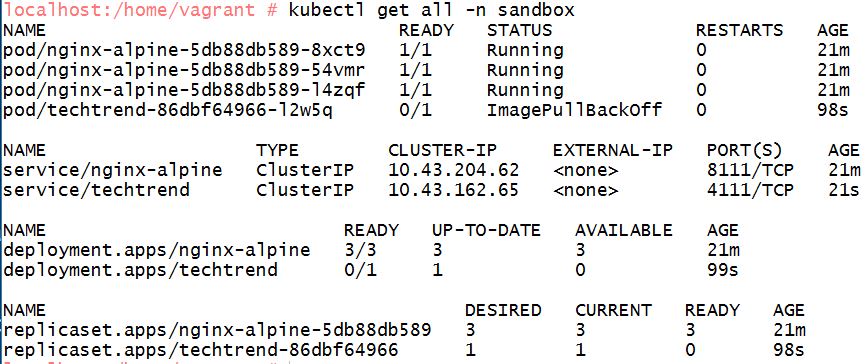 localhost:/home/vagrant # kubectl get all -n sandbox
NAME READY STATUS RESTARTS AGE
pod/nginx-alpine-5db88db589-8xct9 1/1 Running 0 21m
pod/nginx-alpine-5db88db589-54vmr 1/1 Running 0 21m
pod/nginx-alpine-5db88db589-l4zqf 1/1 Running 0 21m
pod/techtrend-86dbf64966-l2w5q 0/1 ImagePullBackOff 0 98s
NAME TYPE CLUSTER-IP EXTERNAL-IP PORT(S) AGE
service/nginx-alpine ClusterIP 10.43.204.62 <none> 8111/TCP 21m
service/techtrend ClusterIP 10.43.162.65 <none> 4111/TCP 21s
NAME READY UP-TO-DATE AVAILABLE AGE
deployment.apps/nginx-alpine 3/3 3 3 21m
deployment.apps/techtrend 0/1 1 0 99s
NAME DESIRED CURRENT READY AGE
replicaset.apps/nginx-alpine-5db88db589 3 3 3 21m
replicaset.apps/techtrend-86dbf64966 1 1 0 98s